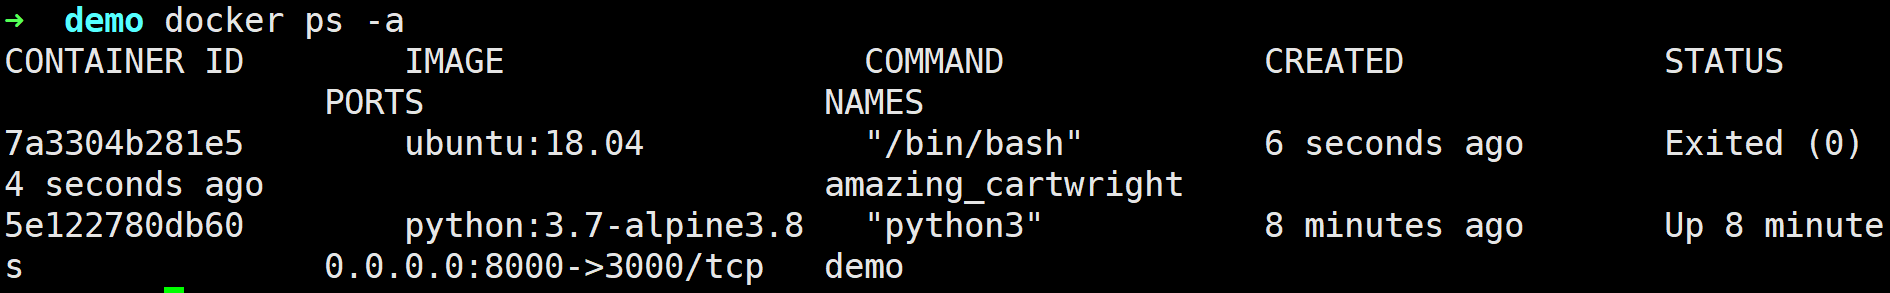 ➜  demo docker ps -a
CONTAINER ID        IMAGE                  COMMAND             CREATED             STATUS
                PORTS                    NAMES
7a3304b281e5        ubuntu:18.04           "/bin/bash"         6 seconds ago       Exited (0)
4 seconds ago                            amazing_cartwright
5e122780db60        python:3.7-alpine3.8   "python3"           8 minutes ago       Up 8 minute
s               0.0.0.0:8000->3000/tcp   demo